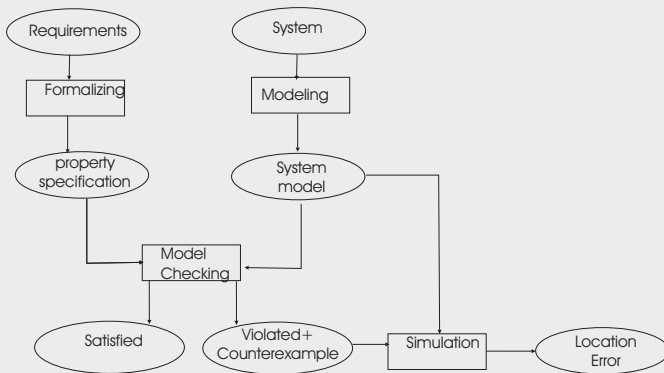 Requirements
System
Formalizing
Modeling
property
specification
System
model
Model
Checking
Satisfied
Violated+
Counterexample
Simulation
Location
Error